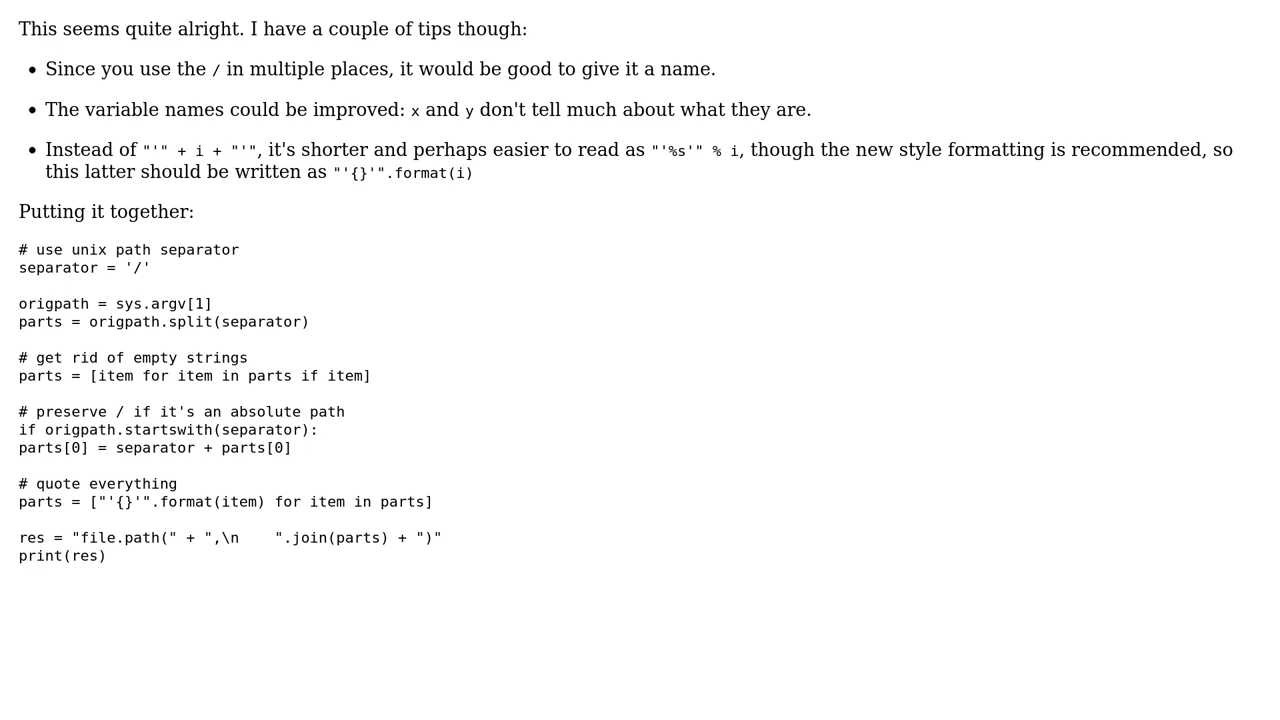 This seems quite alright. I have a couple of tips though:
• Since you use the / in multiple places, it would be good to give it a name.
• The variable names could be improved: x and y don't tell much about what they are.
• Instead of "'" + i + "'", it's shorter and perhaps easier to read as "'%s'" % i, though the new style formatting is recommended, so
this latter should be written as "'{}'".format(i)
Putting it together:
# use unix path separator
separator = '/'
origpath = sys.argv[1]
parts = origpath.split(separator)
# get rid of empty strings
parts = [item for item in parts if item]
# preserve / if it's an absolute path
if origpath.startswith(separator):
parts[0] = separator + parts[0]
# quote everything
parts = ["'{}'".format(item) for item in parts]
res = "file.path(" + ",\n    ".join(parts) + ")"
print(res)